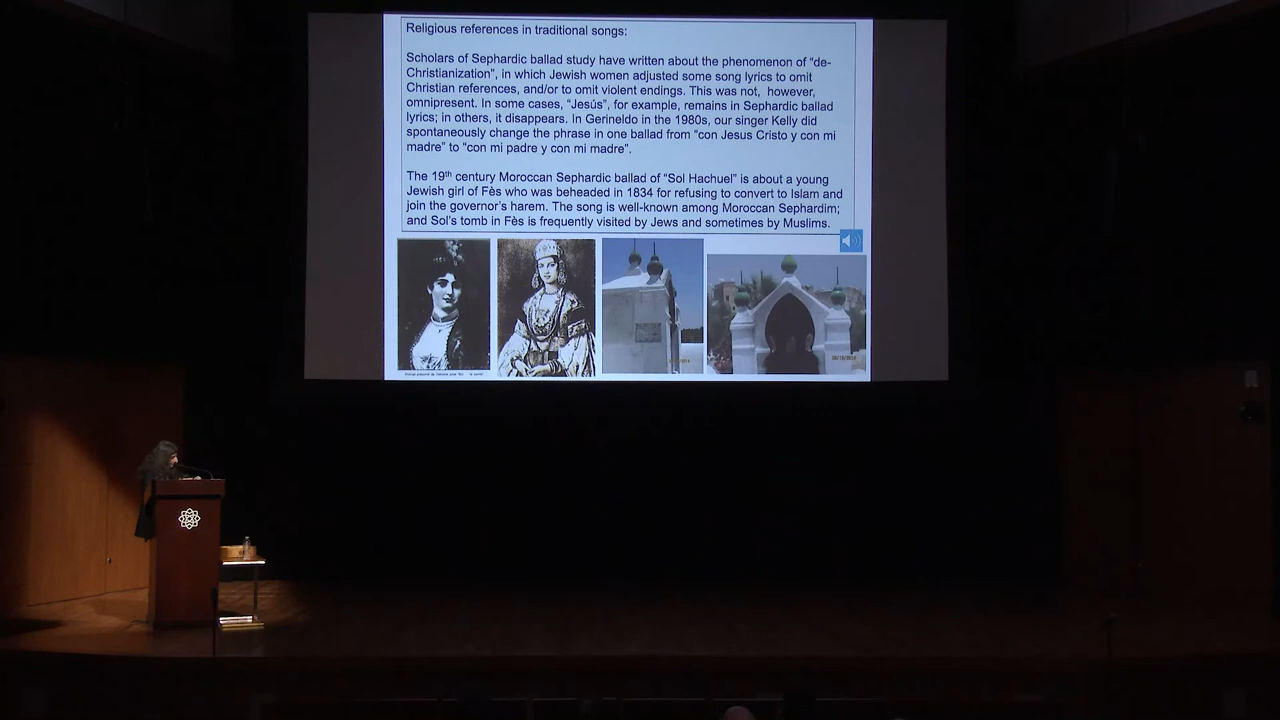 Religious references in traditional songs:
Scholars of Sephardic ballad study have written about the phenomenon of “de-
Christianization”, in which Jewish women adjusted some song lyrics to omit
Christian references, and/or to omit violent endings. This was not, however,
omnipresent. In some cases, “Jesús”, for example, remains in Sephardic ballad
lyrics; in others, it disappears. In Gerineldo in the 1980s, our singer Kelly did
spontaneously change the phrase in one ballad from “con Jesus Cristo y con mi
madre” to “con mi padre y con mi madre”.
The 19th century Moroccan Sephardic ballad of “Sol Hachuel” is about a young
Jewish girl of Fès who was beheaded in 1834 for refusing to convert to Islam and
join the governor’s harem. The song is well-known among Moroccan Sephardim;
and Sol’s tomb in Fès is frequently visited by Jews and sometimes by Muslims.